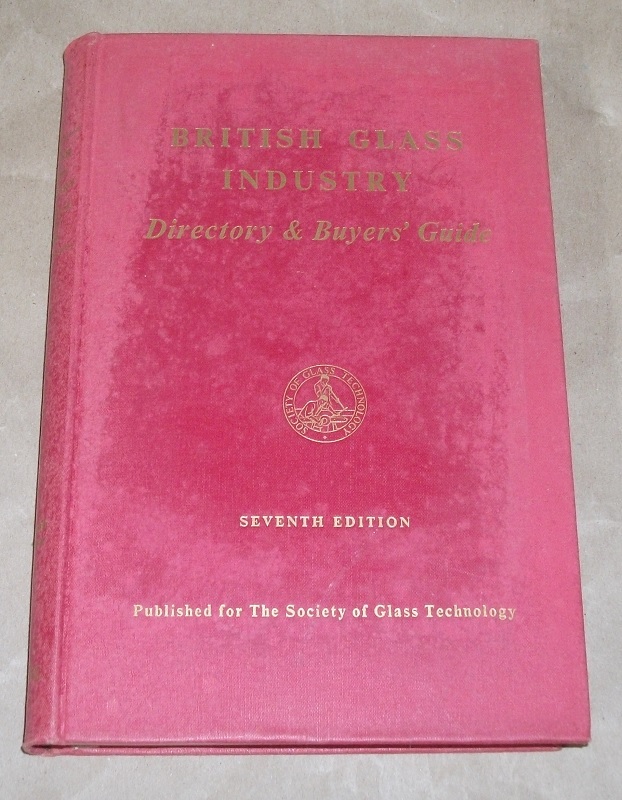 BRITISH GLASS
INDUSTRY
Directory & Buyers' Guide
SOCIETY OF GLASS TECHNOLOGY
SEVENTH EDITION
Published for The Society of Glass Technology